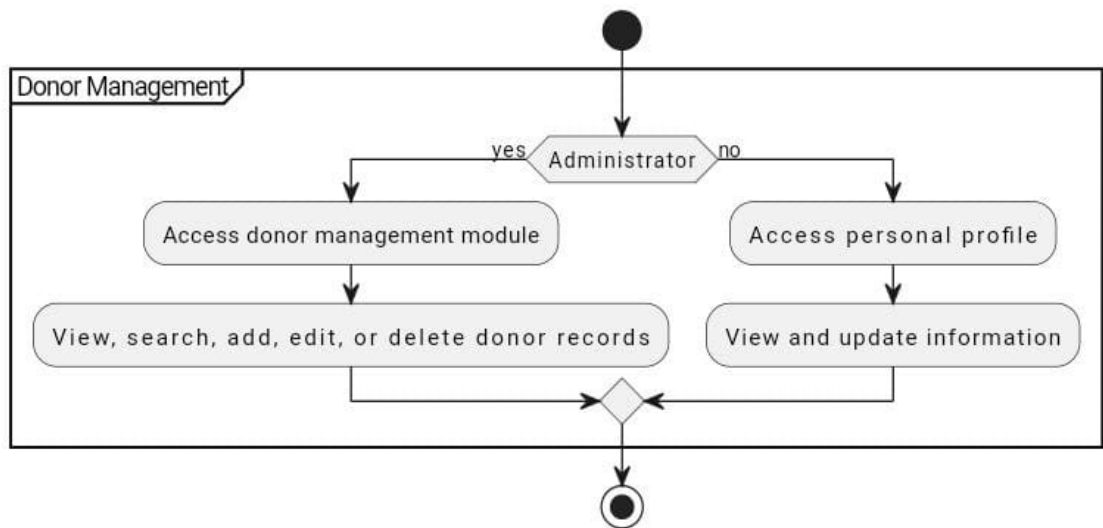 Donor Management
yes
Administrator
no
Access donor management module
Access personal profile
View, search, add, edit, or delete donor records
View and update information